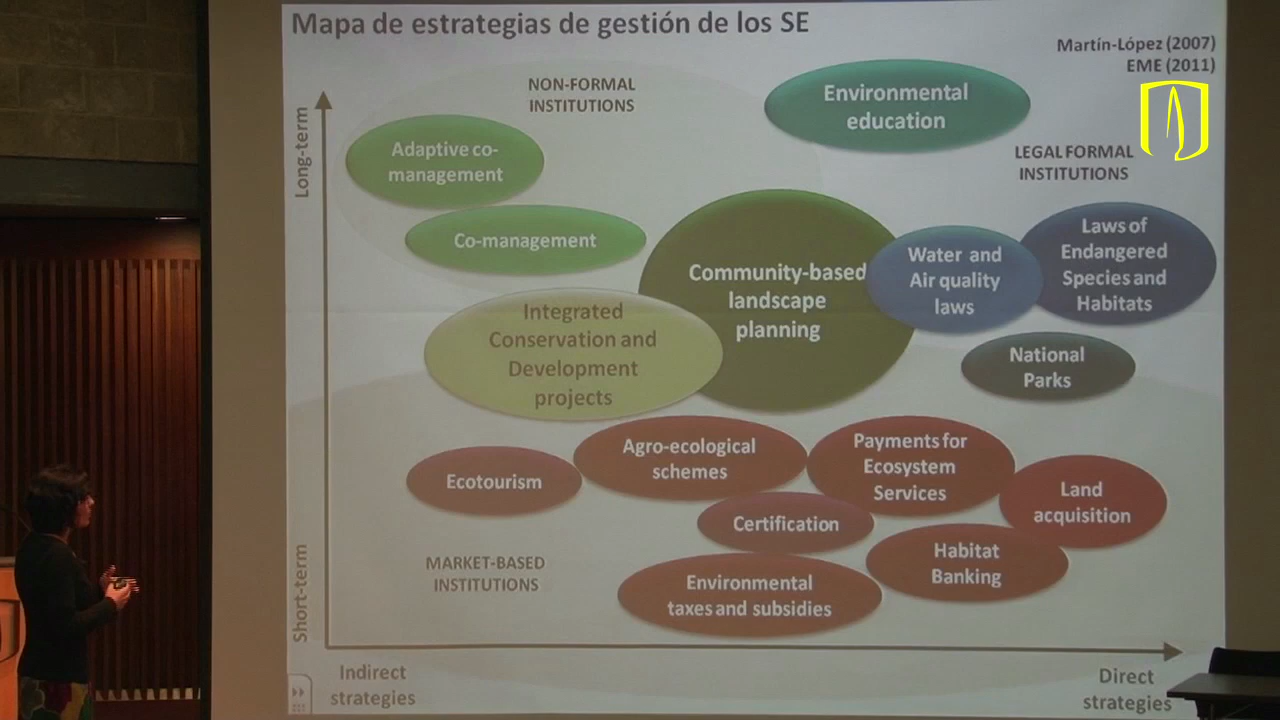 Mapa de estrategias de gestión de los SE
Martín-López (2007)
EME (2011)
NON-FORMAL
INSTITUTIONS
Environmental
education
Long-term
Adaptive co-
management
LEGAL FORMAL
INSTITUTIONS
Co-management
Community-based
landscape
planning
Water and
Air quality
laws
Laws of
Endangered
Species and
Habitats
Integrated
Conservation and
Development
projects
National
Parks
Ecotourism
Agro-ecological
schemes
Payments for
Ecosystem
Services
Land
acquisition
Certification
MARKET-BASED
INSTITUTIONS
Habitat
Banking
Environmental
taxes and subsidies
Short-term
Indirect
strategies
Direct
strategies